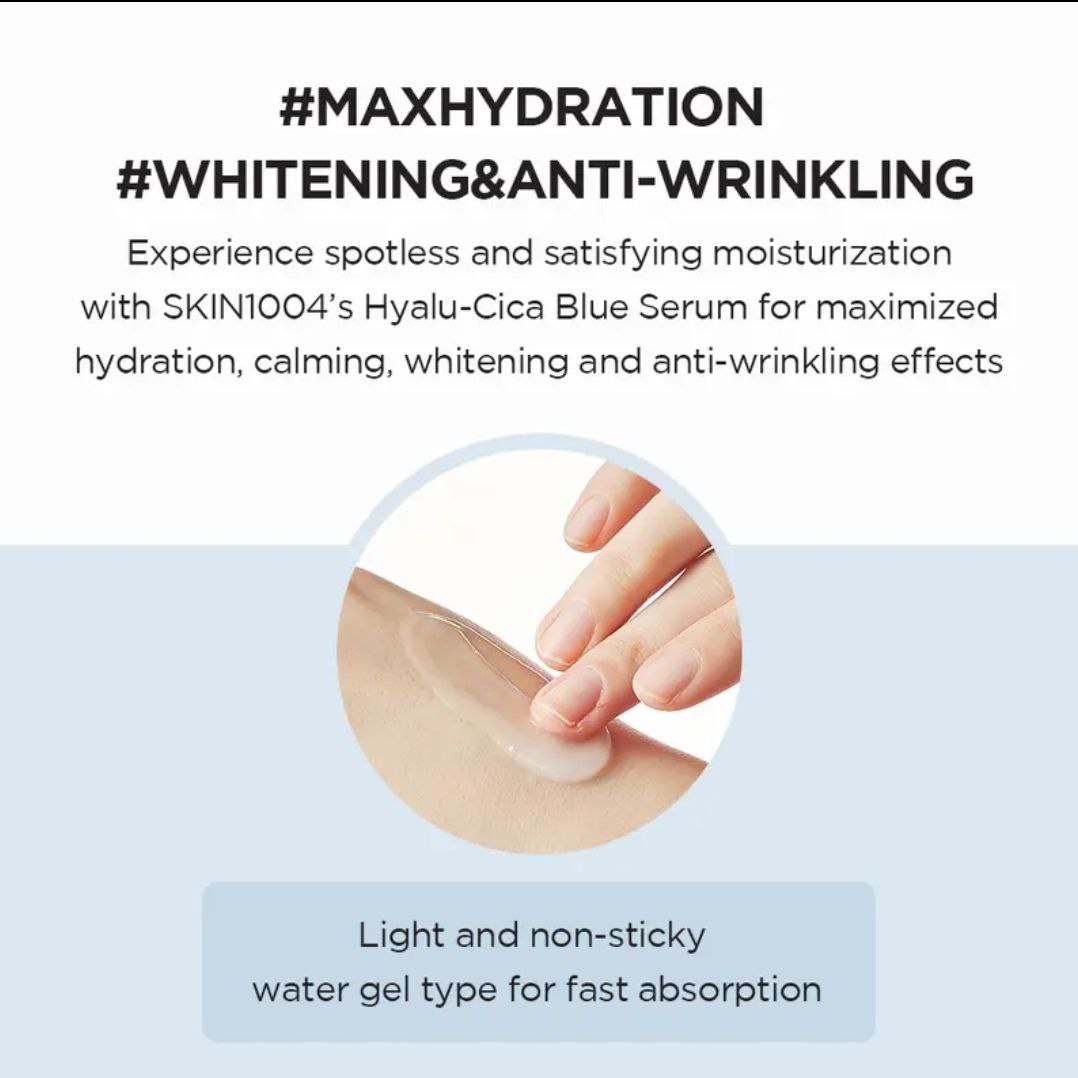 #MAXHYDRATION
#WHITENING&ANTI-WRINKLING
Experience spotless and satisfying moisturization
with SKIN1004's Hyalu-Cica Blue Serum for maximized
hydration, calming, whitening and anti-wrinkling effects
Light and non-sticky
water gel type for fast absorption